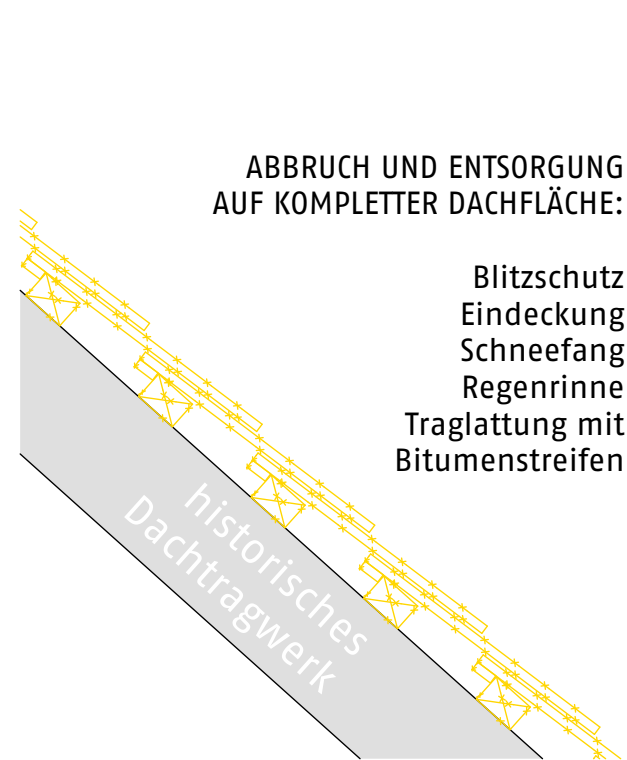 ABBRUCH UND ENTSORGUNG
AUF KOMPLETTER DACHFLÄCHE:
Blitzschutz
Eindeckung
Schneefang
Regenrinne
Traglattung mit
Bitumenstreifen
historisches
Dachtragwerk